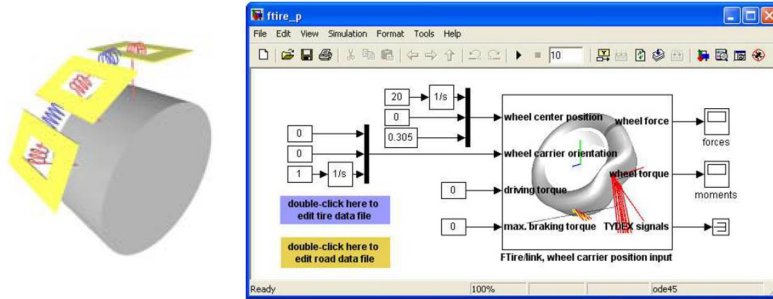 ftire_p
File Edit View Simulation Format Tools Help
10
20
1/s
0
0.305
0
0
1
1/s
wheel center position
wheel force
forces
wheel carrier orientation
0
driving torque
wheel torque
moments
double-click here to
edit tire data file
0
max. braking torque
TYDEX signals
double-click here to
edit road data file
FTire/link, wheel carrier position input
Ready 100% ode45